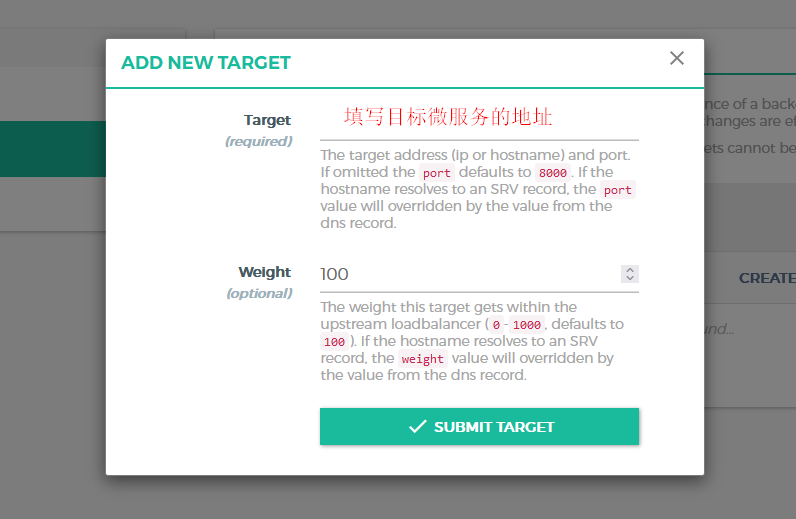 ADD NEW TARGET
Target
(required)
填写目标微服务的地址
The target address (ip or hostname) and port.
If omitted the port defaults to 8000. If the
hostname resolves to an SRV record, the port
value will overridden by the value from the
dns record.
Weight
(optional)
100
The weight this target gets within the
upstream loadbalancer (0-1000, defaults to
100). If the hostname resolves to an SRV
record, the weight value will overridden by
the value from the dns record.
SUBMIT TARGET
nce of a back
changes are ef
ets cannot be
CREATE
und...